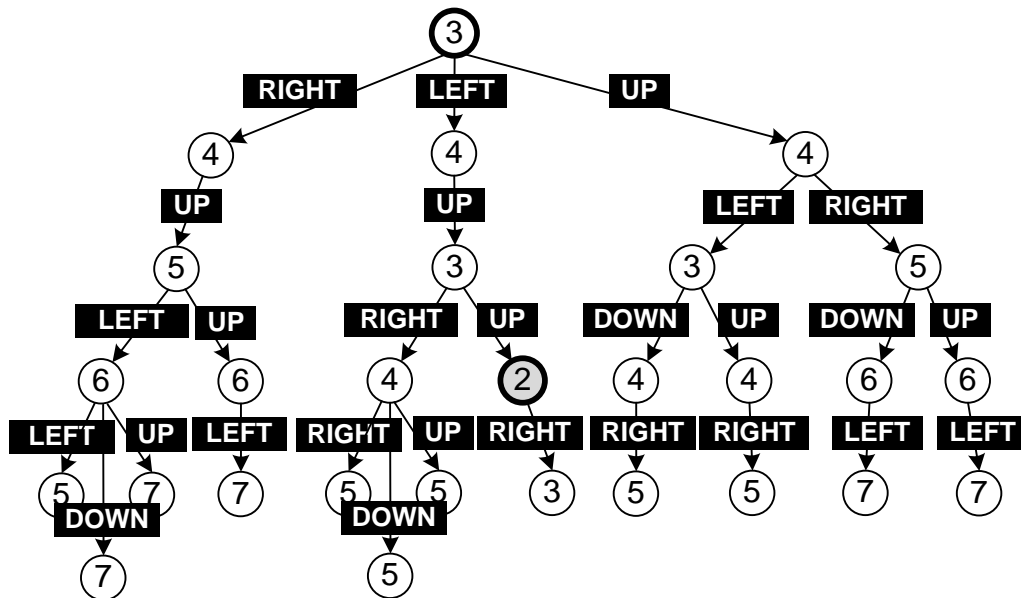 3
RIGHT LEFT UP
4 4 4
UP UP LEFT RIGHT
5 3 3 5
LEFT UP RIGHT UP DOWN UP DOWN UP
6 6 4 2 4 4 6 6
LEFT UP LEFT RIGHT UP RIGHT RIGHT RIGHT LEFT LEFT
5 7 7 5 5 3 5 5 7 7
DOWN DOWN
7 5